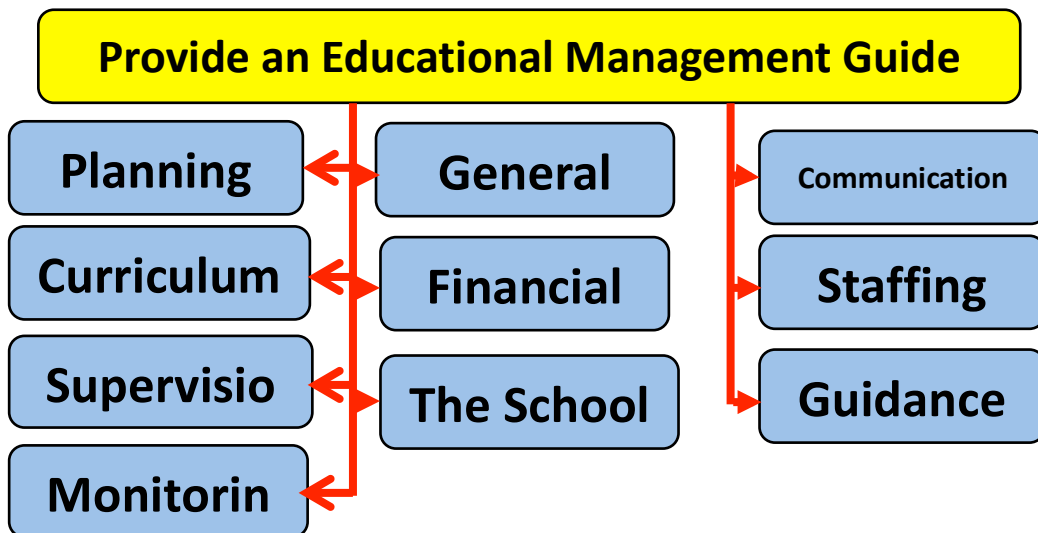 Provide an Educational Management Guide
Planning
General
Communication
Curriculum
Financial
Staffing
Supervisio
The School
Guidance
Monitorin